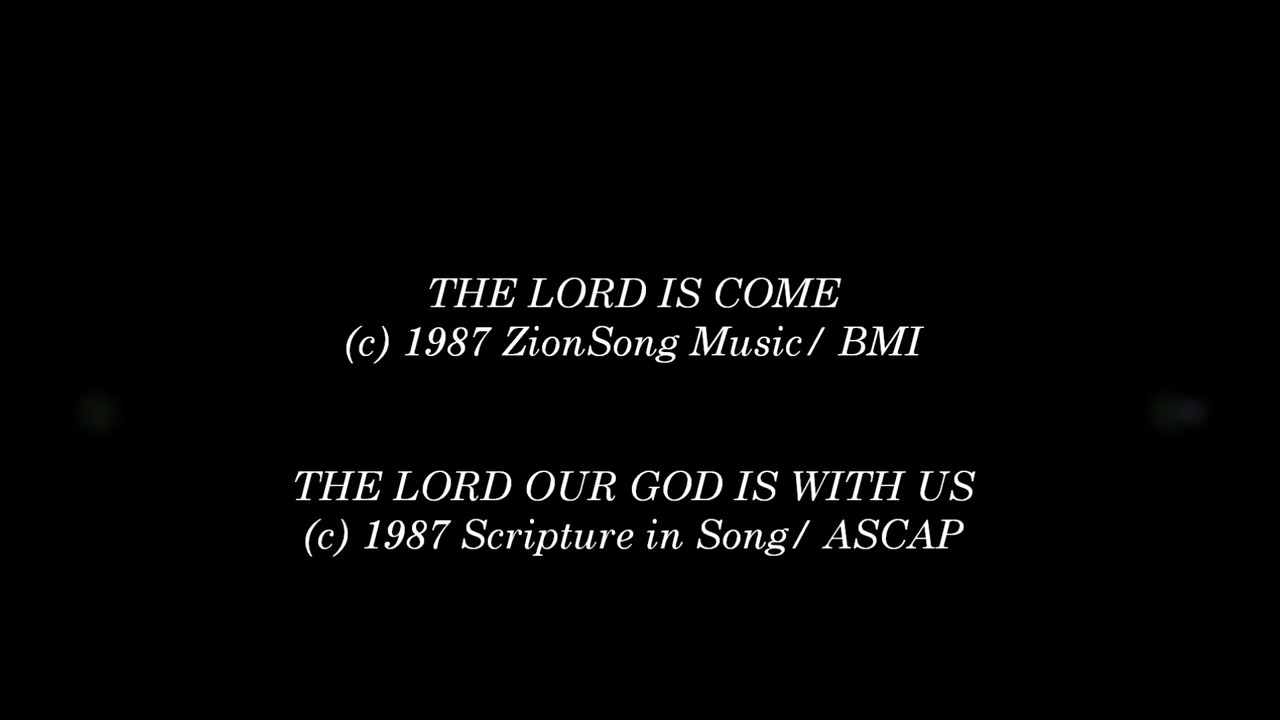 THE LORD IS COME
(c) 1987 ZionSong Music/ BMI
THE LORD OUR GOD IS WITH US
(c) 1987 Scripture in Song/ ASCAP